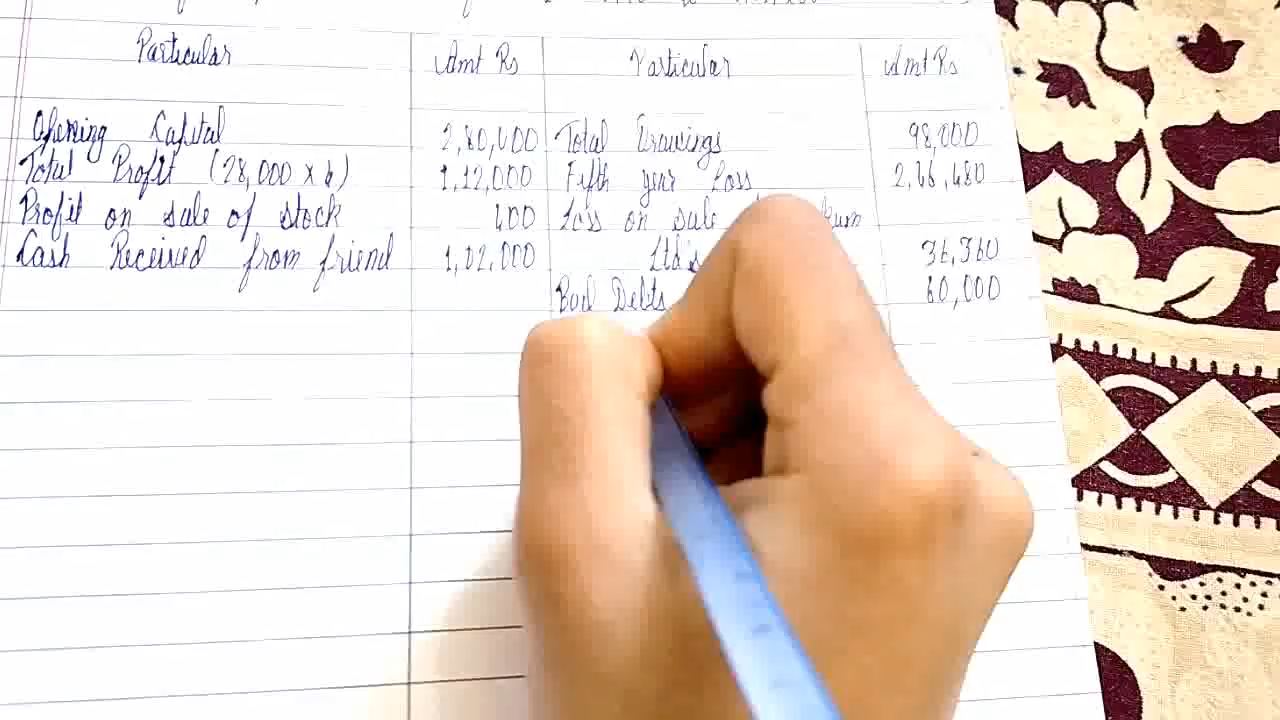 Particular Amt Rs Particular Amt Rs
Opening Capital 2,80,000 Total Drawings 98,000
Total Profit (28,000 x 4) 1,12,000 Fifth year Loss 2,66,480
Profit on sale of stock 400 Loss on sale
Cash Received from friend 1,02,000 Ltd's 36,360
Bad Debts 60,000